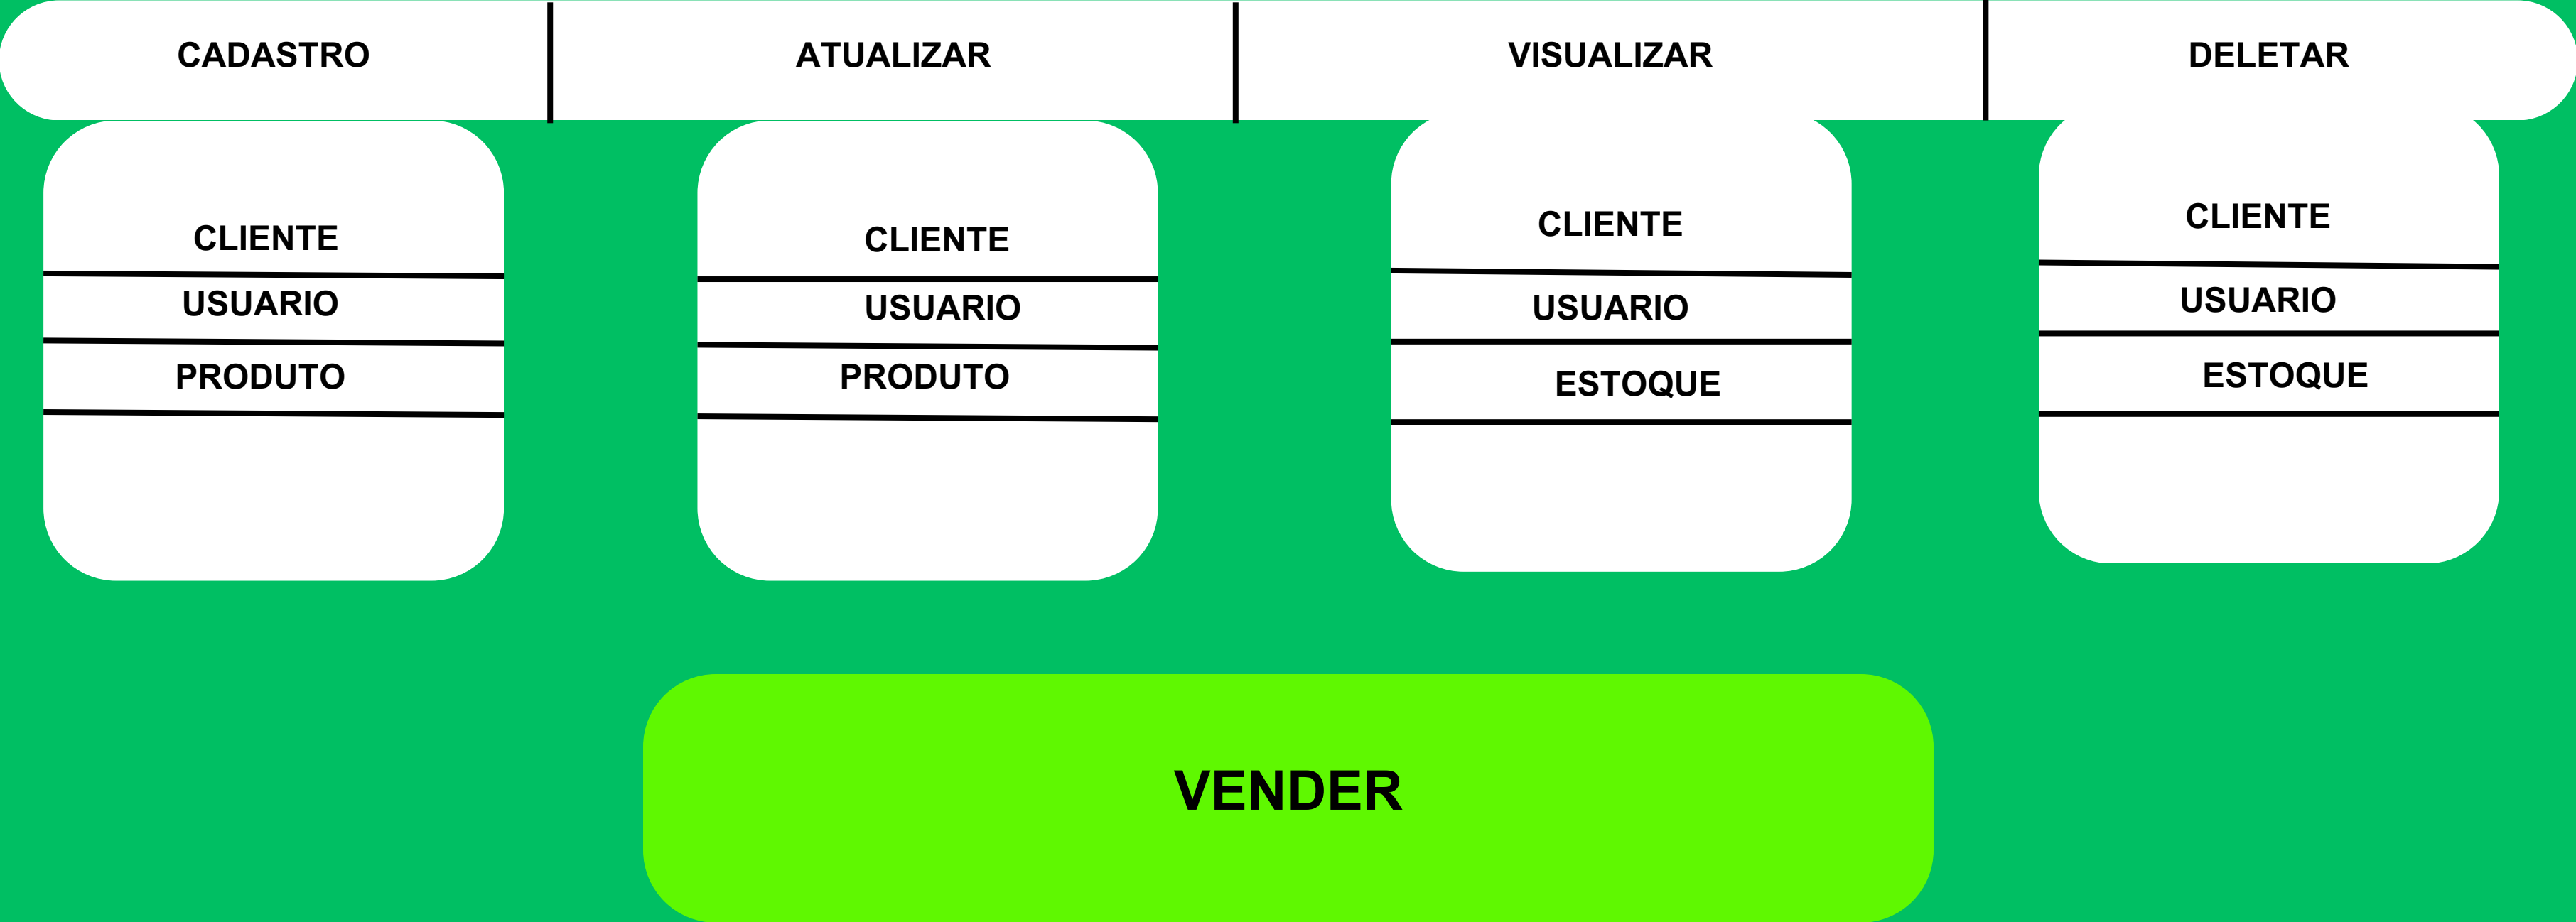 CADASTRO
ATUALIZAR
VISUALIZAR
DELETAR
CLIENTE
USUARIO
PRODUTO
CLIENTE
USUARIO
PRODUTO
CLIENTE
USUARIO
ESTOQUE
CLIENTE
USUARIO
ESTOQUE
VENDER